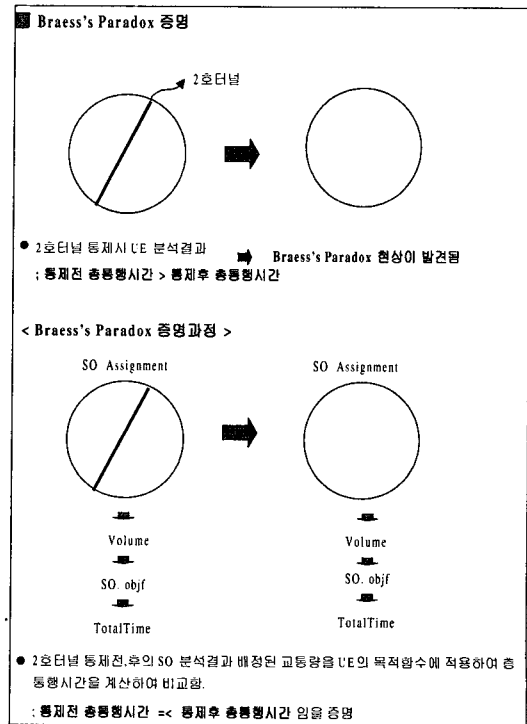 Braess's Paradox 증명
2호터널
● 2호터널 통제시 UE 분석결과
Braess's Paradox 현상이 발견됨
; 통제전 총통행시간 > 통제후 총통행시간
< Braess's Paradox 증명과정 >
SO Assignment
SO Assignment
Volume
Volume
SO. objf
SO. objf
TotalTime
TotalTime
● 2호터널 통제전.후의 SO 분석결과 배정된 교통량을 UE의 목적함수에 적용하여 총
통행시간을 계산하여 비교함.
; 통제전 총통행시간 =< 통제후 총통행시간 임을 증명